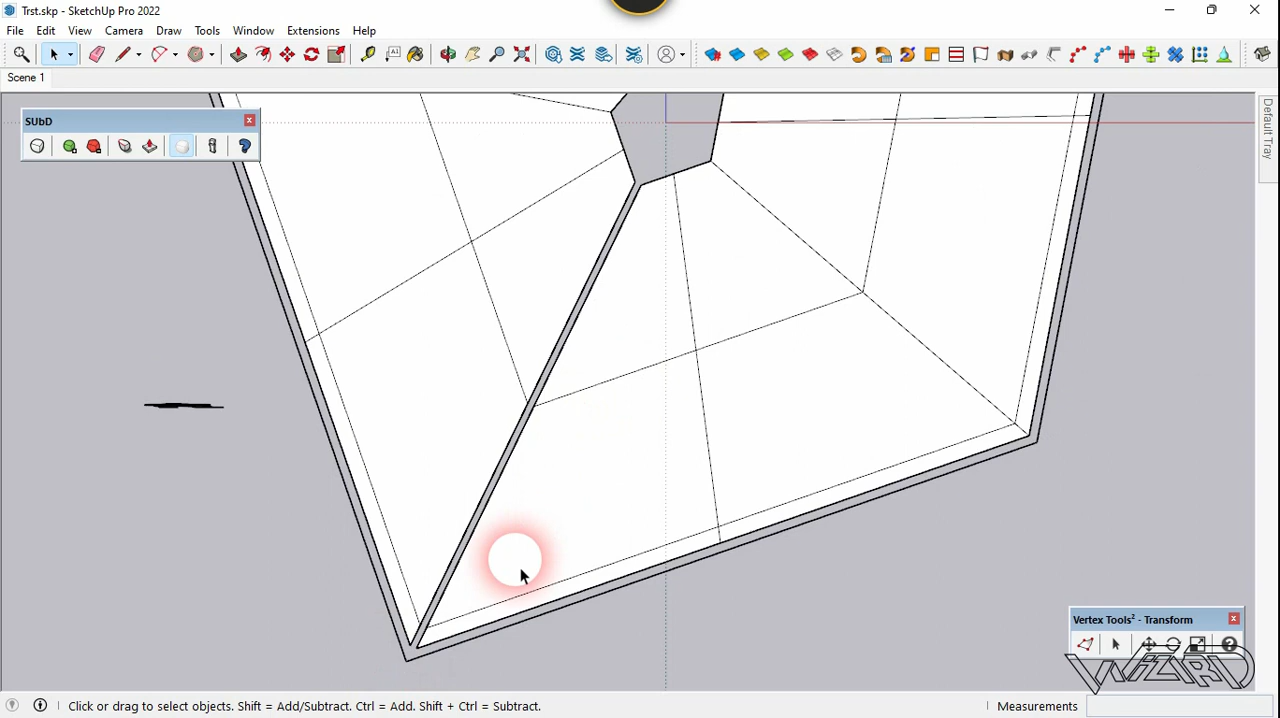 Trst.skp - SketchUp Pro 2022
File Edit View Camera Draw Tools Window Extensions Help
Scene 1
SUbD
Default Tray
Vertex Tools² - Transform
WIZARD
Click or drag to select objects. Shift = Add/Subtract. Ctrl = Add. Shift + Ctrl = Subtract.
Measurements